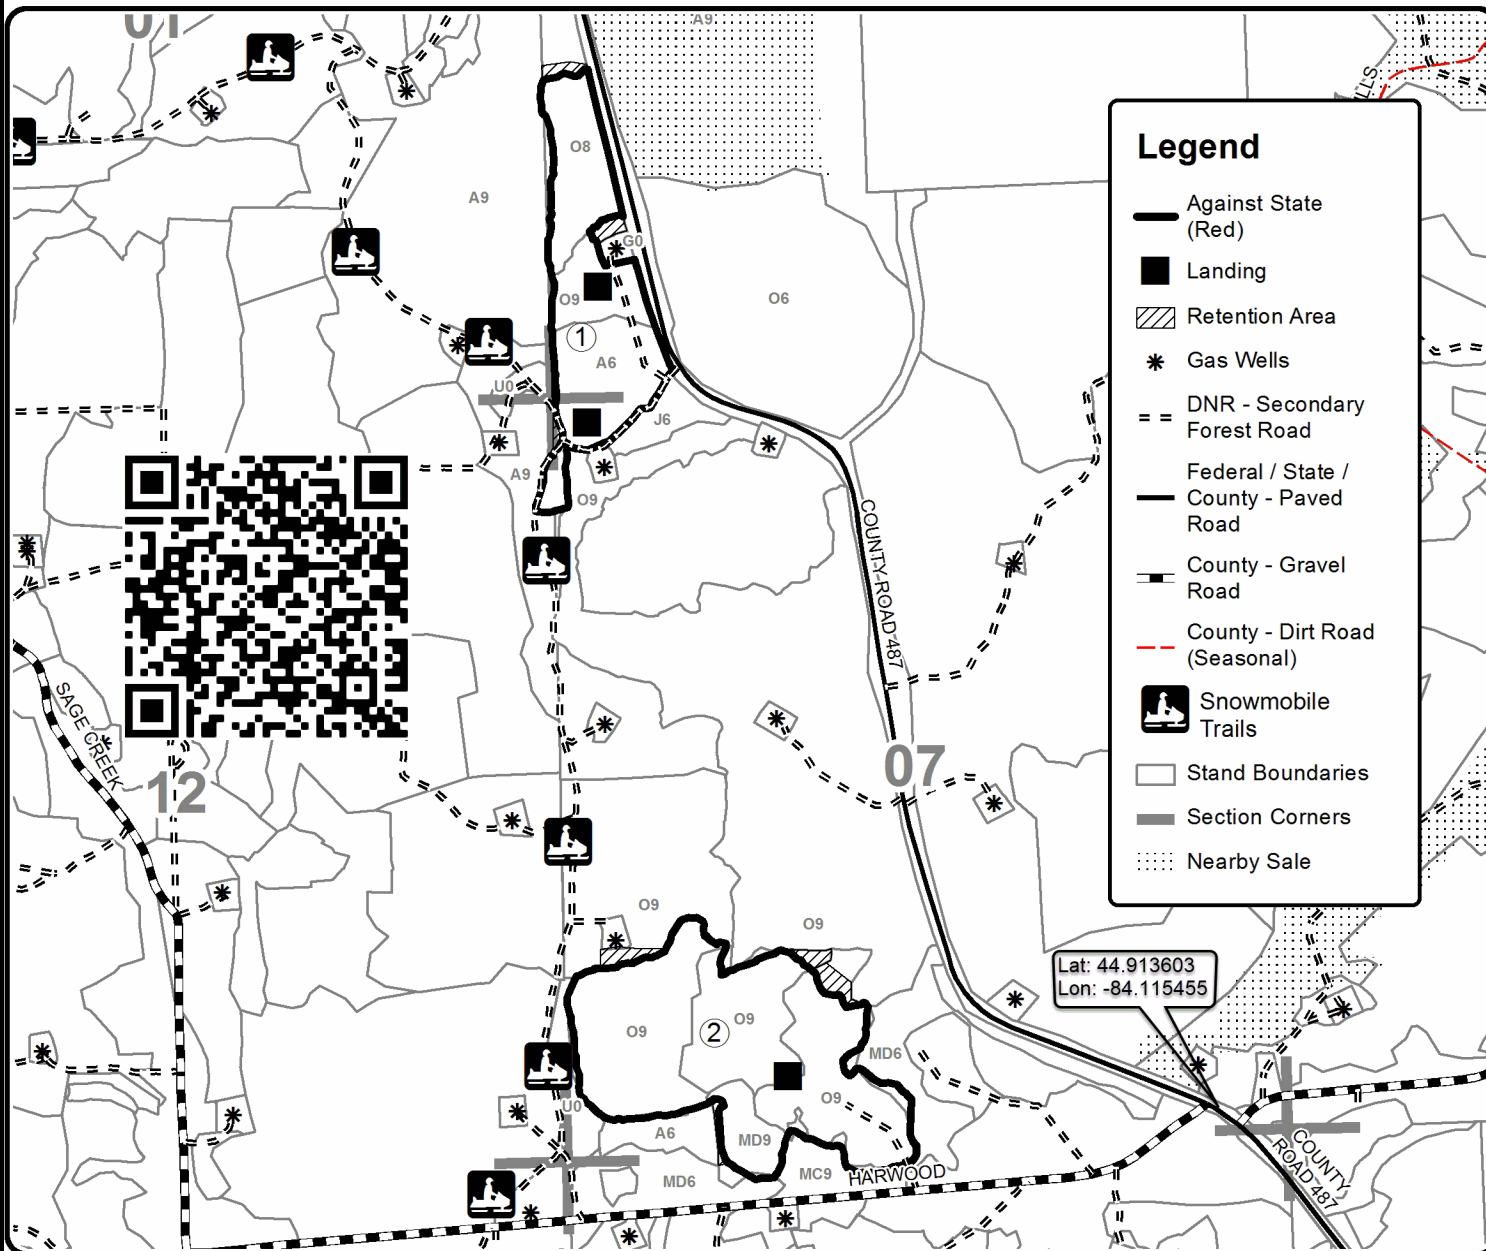 01
A9
LLS
O8
A9
G0
O6
O9
1
A6
U0
J6
A9
O9
COUNTY ROAD 487
SAGE CREEK
12
07
O9
O9
Lat: 44.913603
Lon: -84.115455
O9
2
O9
MD6
O9
U0
A6
MD9
MD6
MC9
HARWOOD
COUNTY
ROAD 487
Legend
Against State
(Red)
Landing
Retention Area
Gas Wells
DNR - Secondary
Forest Road
Federal / State /
County - Paved
Road
County - Gravel
Road
County - Dirt Road
(Seasonal)
Snowmobile
Trails
Stand Boundaries
Section Corners
Nearby Sale